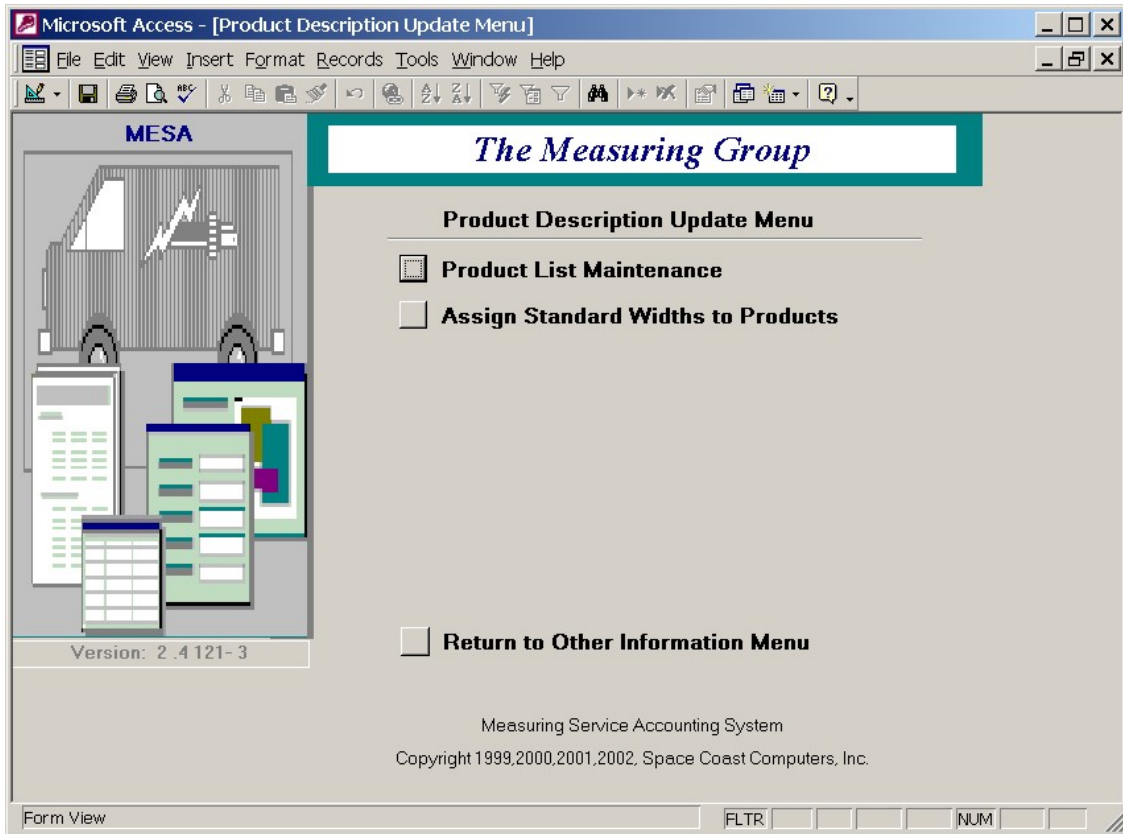 Microsoft Access - [Product Description Update Menu]
File Edit View Insert Format Records Tools Window Help
MESA
The Measuring Group
Product Description Update Menu
Product List Maintenance
Assign Standard Widths to Products
Return to Other Information Menu
Version: 2 .4 121- 3
Measuring Service Accounting System
Copyright 1999,2000,2001,2002, Space Coast Computers, Inc.
Form View FLTR NUM